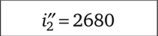 i₂″ = 2680